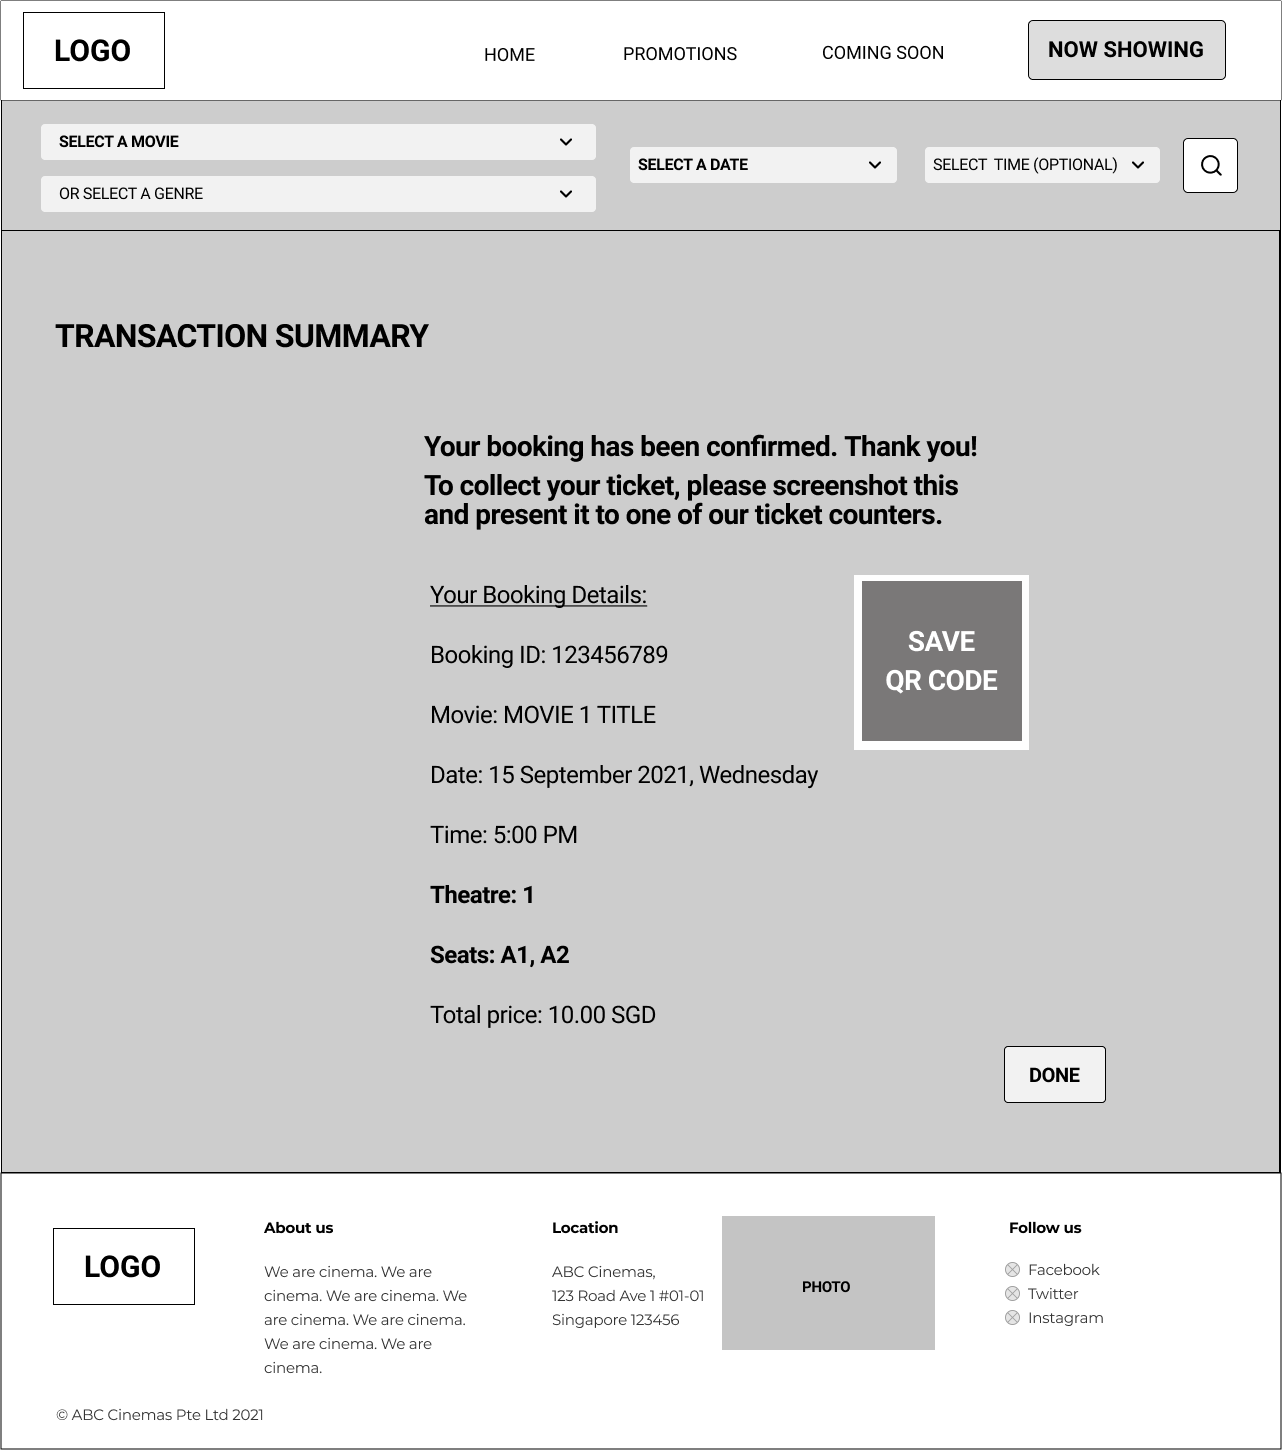 LOGO
HOME
PROMOTIONS
COMING SOON
NOW SHOWING
SELECT A MOVIE
OR SELECT A GENRE
SELECT A DATE
SELECT  TIME (OPTIONAL)
TRANSACTION SUMMARY
Your booking has been confirmed. Thank you!
To collect your ticket, please screenshot this
and present it to one of our ticket counters.
Your Booking Details:
Booking ID: 123456789
Movie: MOVIE 1 TITLE
Date: 15 September 2021, Wednesday
Time: 5:00 PM
Theatre: 1
Seats: A1, A2
Total price: 10.00 SGD
SAVE
QR CODE
DONE
LOGO
About us
We are cinema. We are
cinema. We are cinema. We
are cinema. We are cinema.
We are cinema. We are
cinema.
Location
ABC Cinemas,
123 Road Ave 1 #01-01
Singapore 123456
PHOTO
Follow us
Facebook
Twitter
Instagram
© ABC Cinemas Pte Ltd 2021